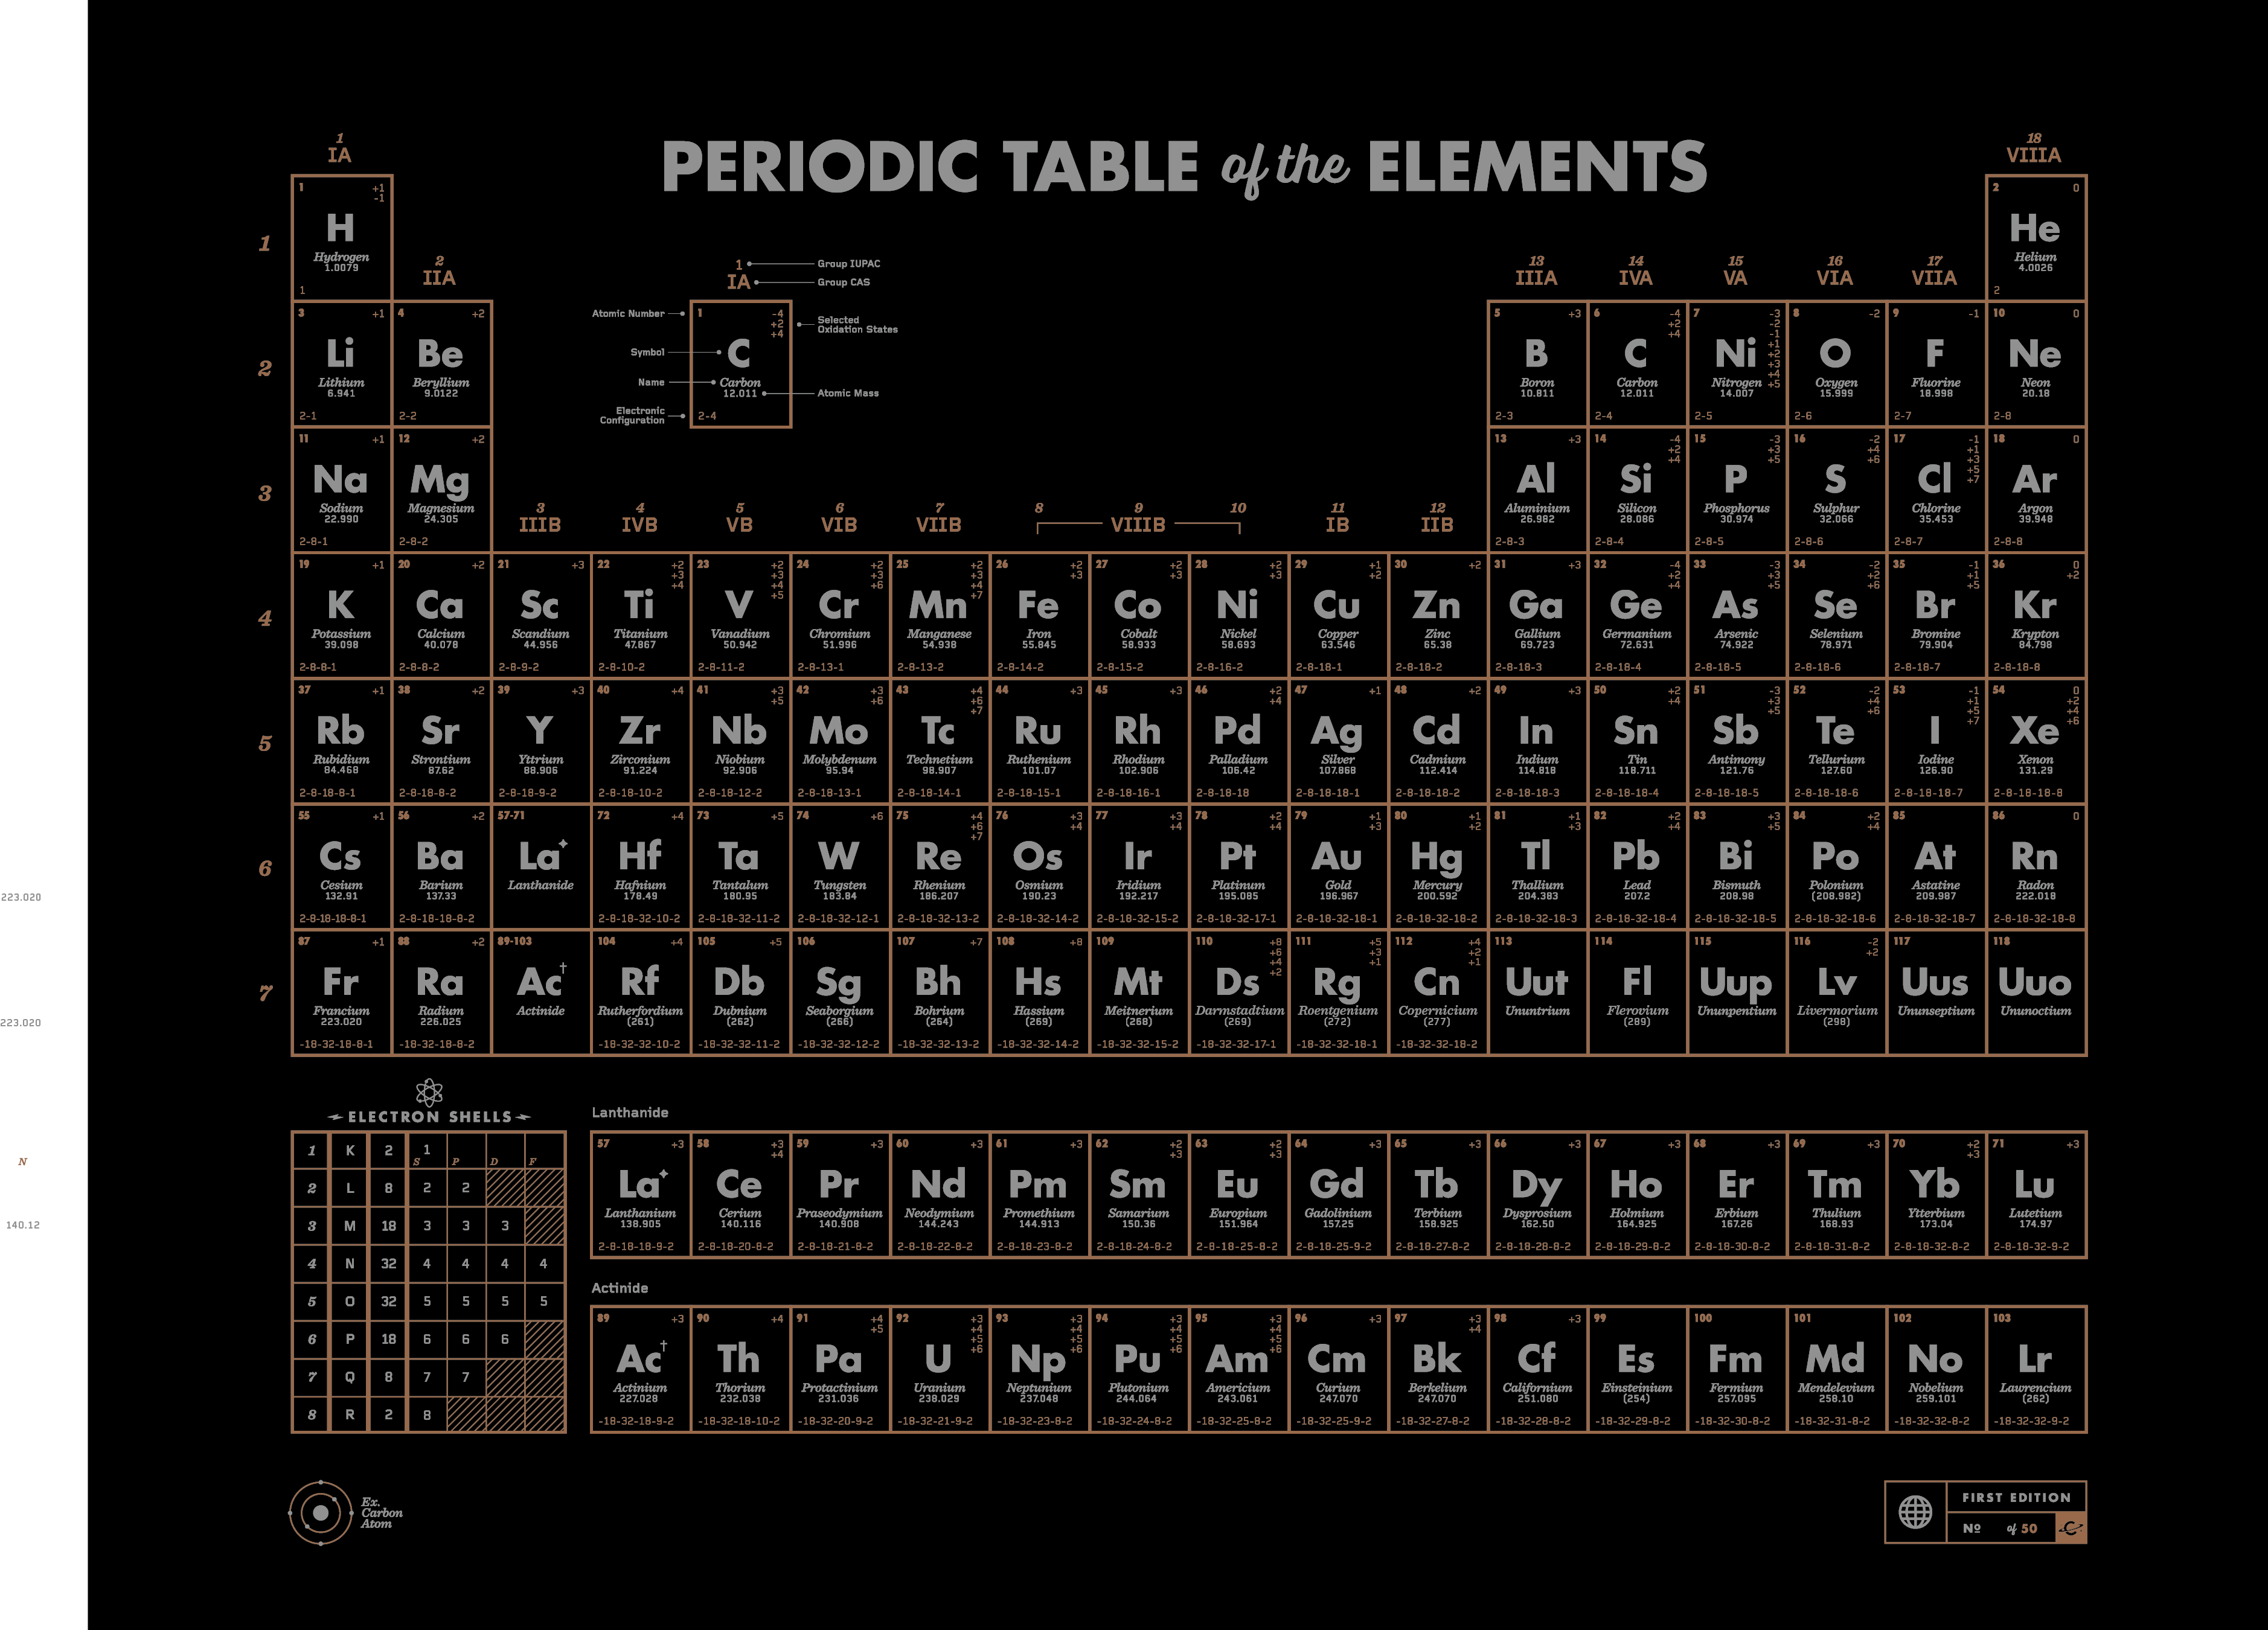 PERIODIC TABLE of the ELEMENTS
1 18
IA VIIIA
1
1 +1 -1
H
Hydrogen
1.0079
1
2 0
He
Helium
4.0026
2
2 13 14 15 16 17
IIA IIIA IVA VA VIA VIIA
1 Group IUPAC
IA Group CAS
Atomic Number
1 -4 +2 +4
Selected
Oxidation States
Symbol
C
Name
Carbon
12.011
Atomic Mass
Electronic
Configuration
2-4
2
3 +1 4 +2 5 +3 6 -4 +2 +4 7 -3 -2 -1 +1 +2 +3 +4 +5 8 -2 9 -1 10 0
Li Be B C Ni O F Ne
Lithium Beryllium Boron Carbon Nitrogen Oxygen Fluorine Neon
6.941 9.0122 10.811 12.011 14.007 15.999 18.998 20.18
2-1 2-2 2-3 2-4 2-5 2-6 2-7 2-8
3
11 +1 12 +2 13 +3 14 -4 +2 +4 15 -3 +3 +5 16 -2 +4 +6 17 -1 +1 +3 +5 +7 18 0
Na Mg Al Si P S Cl Ar
Sodium Magnesium Aluminium Silicon Phosphorus Sulphur Chlorine Argon
22.990 24.305 26.982 28.086 30.974 32.066 35.453 39.948
2-8-1 2-8-2 2-8-3 2-8-4 2-8-5 2-8-6 2-8-7 2-8-8
3 4 5 6 7 8 9 10 11 12
IIIB IVB VB VIB VIIB VIIIB IB IIB
4
19 +1 20 +2 21 +3 22 +2 +3 +4 23 +2 +3 +4 +5 24 +2 +3 +6 25 +2 +3 +4 +7 26 +2 +3 27 +2 +3 28 +2 +3 29 +1 +2 30 +2 31 +3 32 -4 +2 +4 33 -3 +3 +5 34 -2 +2 +6 35 -1 +1 +5 36 0 +2
K Ca Sc Ti V Cr Mn Fe Co Ni Cu Zn Ga Ge As Se Br Kr
Potassium Calcium Scandium Titanium Vanadium Chromium Manganese Iron Cobalt Nickel Copper Zinc Gallium Germanium Arsenic Selenium Bromine Krypton
39.098 40.078 44.956 47.867 50.942 51.996 54.938 55.845 58.933 58.693 63.546 65.38 69.723 72.631 74.922 78.971 79.904 84.798
2-8-8-1 2-8-8-2 2-8-9-2 2-8-10-2 2-8-11-2 2-8-13-1 2-8-13-2 2-8-14-2 2-8-15-2 2-8-16-2 2-8-18-1 2-8-18-2 2-8-18-3 2-8-18-4 2-8-18-5 2-8-18-6 2-8-18-7 2-8-18-8
5
37 +1 38 +2 39 +3 40 +4 41 +3 +5 42 +3 +6 43 +4 +6 +7 44 +3 45 +3 46 +2 +4 47 +1 48 +2 49 +3 50 +2 +4 51 -3 +3 +5 52 -2 +4 +6 53 -1 +1 +5 +7 54 0 +2 +4 +6
Rb Sr Y Zr Nb Mo Tc Ru Rh Pd Ag Cd In Sn Sb Te I Xe
Rubidium Strontium Yttrium Zirconium Niobium Molybdenum Technetium Ruthenium Rhodium Palladium Silver Cadmium Indium Tin Antimony Tellurium Iodine Xenon
84.468 87.62 88.906 91.224 92.906 95.94 98.907 101.07 102.906 106.42 107.868 112.414 114.818 118.711 121.76 127.60 126.90 131.29
2-8-18-8-1 2-8-18-8-2 2-8-18-9-2 2-8-18-10-2 2-8-18-12-2 2-8-18-13-1 2-8-18-14-1 2-8-18-15-1 2-8-18-16-1 2-8-18-18 2-8-18-18-1 2-8-18-18-2 2-8-18-18-3 2-8-18-18-4 2-8-18-18-5 2-8-18-18-6 2-8-18-18-7 2-8-18-18-8
6
55 +1 56 +2 57-71 72 +4 73 +5 74 +6 75 +4 +6 +7 76 +3 +4 77 +3 +4 78 +2 +4 79 +1 +3 80 +1 +2 81 +1 +3 82 +2 +4 83 +3 +5 84 +2 +4 85 86 0
Cs Ba La✦ Hf Ta W Re Os Ir Pt Au Hg Tl Pb Bi Po At Rn
Cesium Barium Lanthanide Hafnium Tantalum Tungsten Rhenium Osmium Iridium Platinum Gold Mercury Thallium Lead Bismuth Polonium Astatine Radon
223.020
132.91 137.33 178.49 180.95 183.84 186.207 190.23 192.217 195.085 196.967 200.592 204.383 207.2 208.98 (208.982) 209.987 222.018
2-8-18-18-8-1 2-8-18-18-8-2 2-8-18-32-10-2 2-8-18-32-11-2 2-8-18-32-12-1 2-8-18-32-13-2 2-8-18-32-14-2 2-8-18-32-15-2 2-8-18-32-17-1 2-8-18-32-18-1 2-8-18-32-18-2 2-8-18-32-18-3 2-8-18-32-18-4 2-8-18-32-18-5 2-8-18-32-18-6 2-8-18-32-18-7 2-8-18-32-18-8
7
87 +1 88 +2 89-103 104 +4 105 +5 106 107 +7 108 +8 109 110 +8 +6 +4 +2 111 +5 +3 +1 112 +4 +2 +1 113 114 115 116 -2 +2 117 118
Fr Ra Ac† Rf Db Sg Bh Hs Mt Ds Rg Cn Uut Fl Uup Lv Uus Uuo
Francium Radium Actinide Rutherfordium Dubnium Seaborgium Bohrium Hassium Meitnerium Darmstadtium Roentgenium Copernicium Ununtrium Flerovium Ununpentium Livermorium Ununseptium Ununoctium
223.020
223.020 226.025 (261) (262) (266) (264) (269) (268) (269) (272) (277) (289) (298)
-18-32-18-8-1 -18-32-18-8-2 -18-32-32-10-2 -18-32-32-11-2 -18-32-32-12-2 -18-32-32-13-2 -18-32-32-14-2 -18-32-32-15-2 -18-32-32-17-1 -18-32-32-18-1 -18-32-32-18-2
ELECTRON SHELLS
1 K 2 1
S P D F
2 L 8 2 2
3 M 18 3 3 3
4 N 32 4 4 4 4
5 O 32 5 5 5 5
6 P 18 6 6 6
7 Q 8 7 7
8 R 2 8
N
140.12
Lanthanide
57 +3 58 +3 +4 59 +3 60 +3 61 +3 62 +2 +3 63 +2 +3 64 +3 65 +3 66 +3 67 +3 68 +3 69 +3 70 +2 +3 71 +3
La✦ Ce Pr Nd Pm Sm Eu Gd Tb Dy Ho Er Tm Yb Lu
Lanthanium Cerium Praseodymium Neodymium Promethium Samarium Europium Gadolinium Terbium Dysprosium Holmium Erbium Thulium Ytterbium Lutetium
138.905 140.116 140.908 144.243 144.913 150.36 151.964 157.25 158.925 162.50 164.925 167.26 168.93 173.04 174.97
2-8-18-18-9-2 2-8-18-20-8-2 2-8-18-21-8-2 2-8-18-22-8-2 2-8-18-23-8-2 2-8-18-24-8-2 2-8-18-25-8-2 2-8-18-25-9-2 2-8-18-27-8-2 2-8-18-28-8-2 2-8-18-29-8-2 2-8-18-30-8-2 2-8-18-31-8-2 2-8-18-32-8-2 2-8-18-32-9-2
Actinide
89 +3 90 +4 91 +4 +5 92 +3 +4 +5 +6 93 +3 +4 +5 +6 94 +3 +4 +5 +6 95 +3 +4 +5 +6 96 +3 97 +3 +4 98 +3 99 100 101 102 103
Ac† Th Pa U Np Pu Am Cm Bk Cf Es Fm Md No Lr
Actinium Thorium Protactinium Uranium Neptunium Plutonium Americium Curium Berkelium Californium Einsteinium Fermium Mendelevium Nobelium Lawrencium
227.028 232.038 231.036 238.029 237.048 244.064 243.061 247.070 247.070 251.080 (254) 257.095 258.10 259.101 (262)
-18-32-18-9-2 -18-32-18-10-2 -18-32-20-9-2 -18-32-21-9-2 -18-32-23-8-2 -18-32-24-8-2 -18-32-25-8-2 -18-32-25-9-2 -18-32-27-8-2 -18-32-28-8-2 -18-32-29-8-2 -18-32-30-8-2 -18-32-31-8-2 -18-32-32-8-2 -18-32-32-9-2
Ex.
Carbon
Atom
FIRST EDITION
Nº of 50